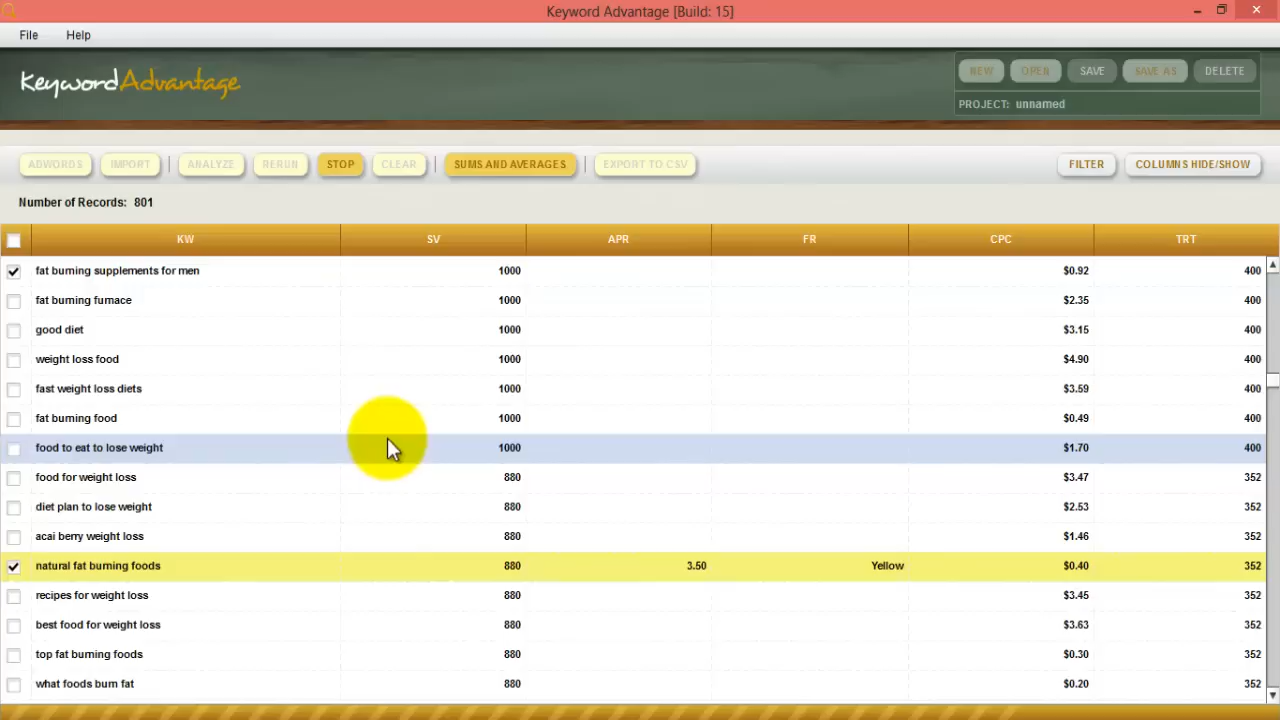 Keyword Advantage [Build: 15]
File Help
KeywordAdvantage
NEW OPEN SAVE SAVE AS DELETE
PROJECT: unnamed
ADWORDS IMPORT ANALYZE RERUN STOP CLEAR SUMS AND AVERAGES EXPORT TO CSV FILTER COLUMNS HIDE/SHOW
Number of Records: 801
KW SV APR FR CPC TRT
fat burning supplements for men 1000 $0.92 400
fat burning furnace 1000 $2.35 400
good diet 1000 $3.15 400
weight loss food 1000 $4.90 400
fast weight loss diets 1000 $3.59 400
fat burning food 1000 $0.49 400
food to eat to lose weight 1000 $1.70 400
food for weight loss 880 $3.47 352
diet plan to lose weight 880 $2.53 352
acai berry weight loss 880 $1.46 352
natural fat burning foods 880 3.50 Yellow $0.40 352
recipes for weight loss 880 $3.45 352
best food for weight loss 880 $3.63 352
top fat burning foods 880 $0.30 352
what foods burn fat 880 $0.20 352